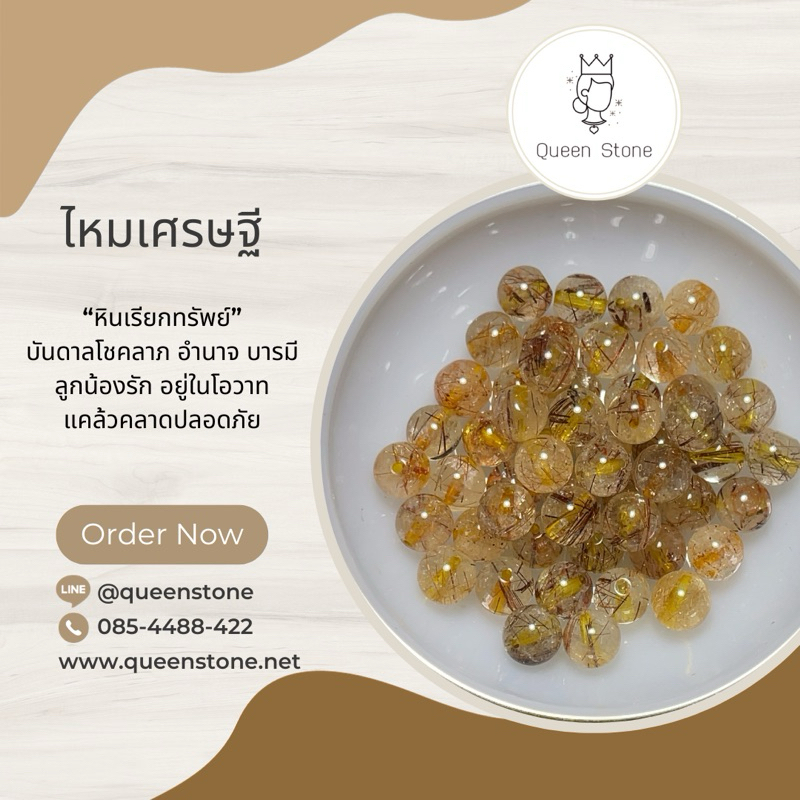 Queen Stone
ไหมเศรษฐี
“หินเรียกทรัพย์”
บันดาลโชคลาภ อำนาจ บารมี
ลูกน้องรัก อยู่ในโอวาท
แคล้วคลาดปลอดภัย
Order Now
LINE @queenstone
085-4488-422
www.queenstone.net